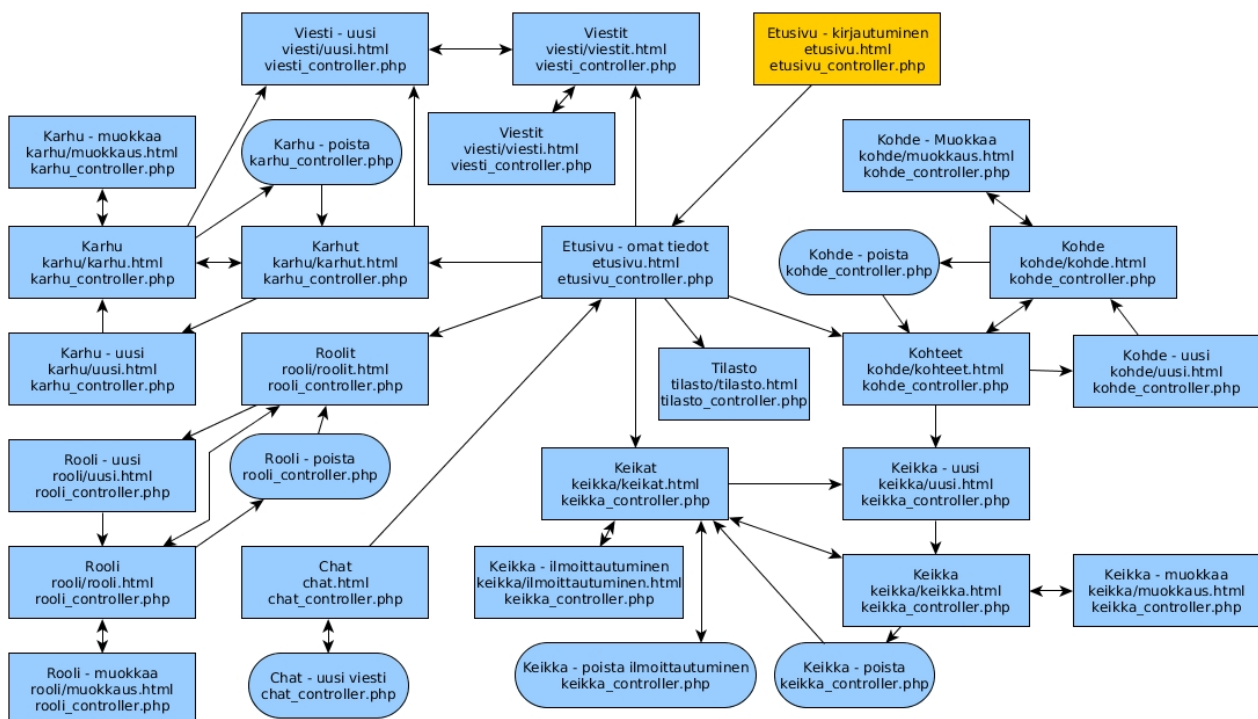 Viesti - uusi
viesti/uusi.html
viesti_controller.php
Viestit
viesti/viestit.html
viesti_controller.php
Etusivu - kirjautuminen
etusivu.html
etusivu_controller.php
Karhu - muokkaa
karhu/muokkaus.html
karhu_controller.php
Karhu - poista
karhu_controller.php
Viestit
viesti/viesti.html
viesti_controller.php
Kohde - Muokkaa
kohde/muokkaus.html
kohde_controller.php
Karhu
karhu/karhu.html
karhu_controller.php
Karhut
karhu/karhut.html
karhu_controller.php
Etusivu - omat tiedot
etusivu.html
etusivu_controller.php
Kohde - poista
kohde_controller.php
Kohde
kohde/kohde.html
kohde_controller.php
Karhu - uusi
karhu/uusi.html
karhu_controller.php
Roolit
rooli/roolit.html
rooli_controller.php
Tilasto
tilasto/tilasto.html
tilasto_controller.php
Kohteet
kohde/kohteet.html
kohde_controller.php
Kohde - uusi
kohde/uusi.html
kohde_controller.php
Rooli - uusi
rooli/uusi.html
rooli_controller.php
Rooli - poista
rooli_controller.php
Keikat
keikka/keikat.html
keikka_controller.php
Keikka - uusi
keikka/uusi.html
keikka_controller.php
Rooli
rooli/rooli.html
rooli_controller.php
Chat
chat.html
chat_controller.php
Keikka - ilmoittautuminen
keikka/ilmoittautuminen.html
keikka_controller.php
Keikka
keikka/keikka.html
keikka_controller.php
Keikka - muokkaa
keikka/muokkaus.html
keikka_controller.php
Rooli - muokkaa
rooli/muokkaus.html
rooli_controller.php
Chat - uusi viesti
chat_controller.php
Keikka - poista ilmoittautuminen
keikka_controller.php
Keikka - poista
keikka_controller.php